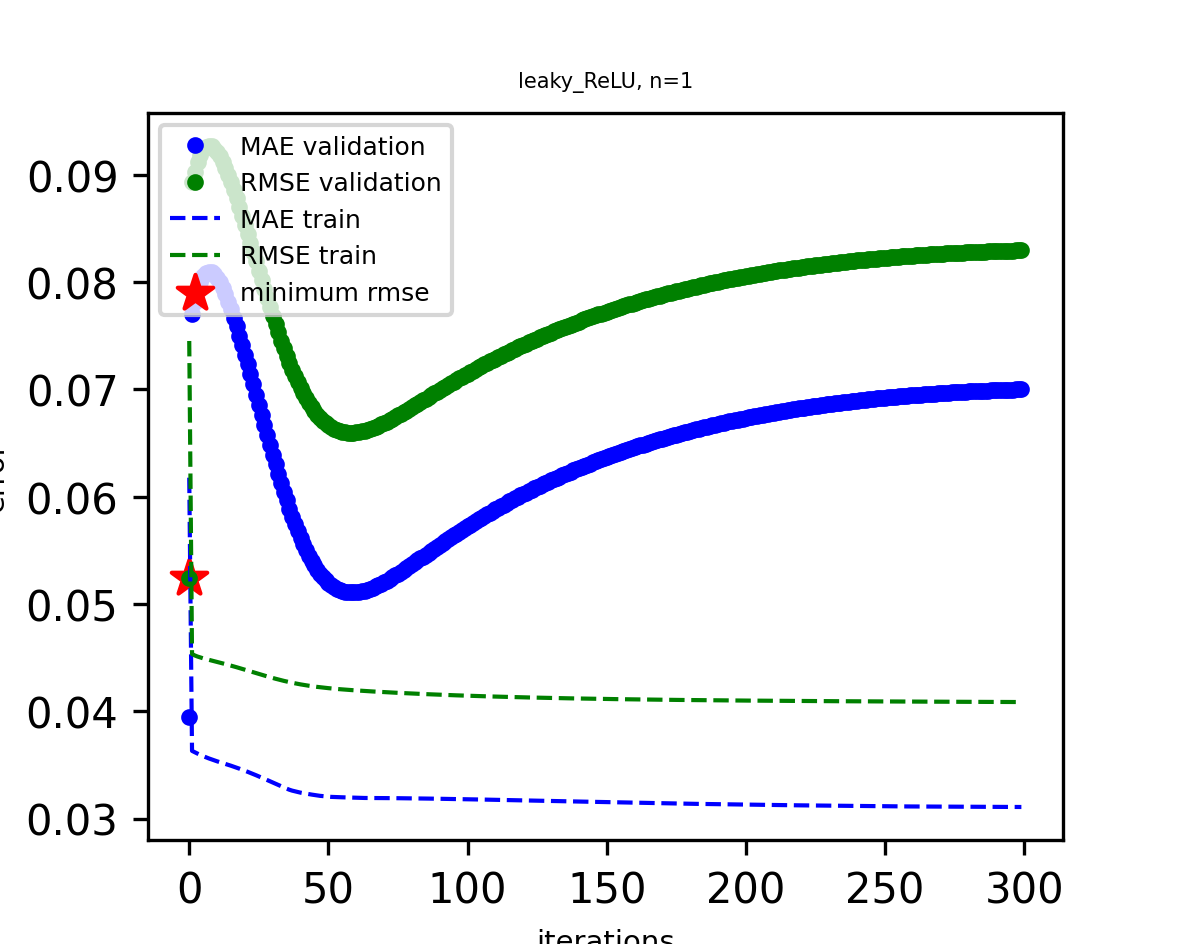 leaky_ReLU, n=1
MAE validation
RMSE validation
MAE train
RMSE train
minimum rmse
0.09
0.08
0.07
0.06
0.05
0.04
0.03
0 50 100 150 200 250 300
iterations